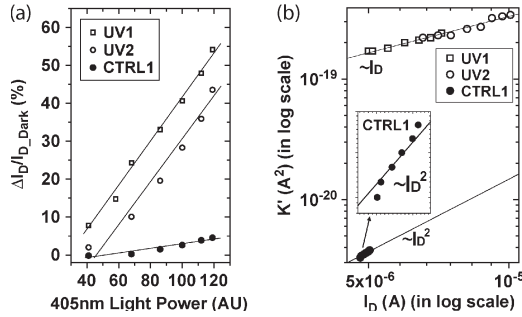 (a)
60
50
40
30
20
10
0
ΔI_D/I_D_Dark (%)
UV1
UV2
CTRL1
40 60 80 100 120
405nm Light Power (AU)
(b)
K' (A²) (in log scale)
10⁻¹⁹
10⁻²⁰
~I_D
UV1
UV2
CTRL1
CTRL1
~I_D²
~I_D²
5x10⁻⁶ 10⁻⁵
I_D (A) (in log scale)